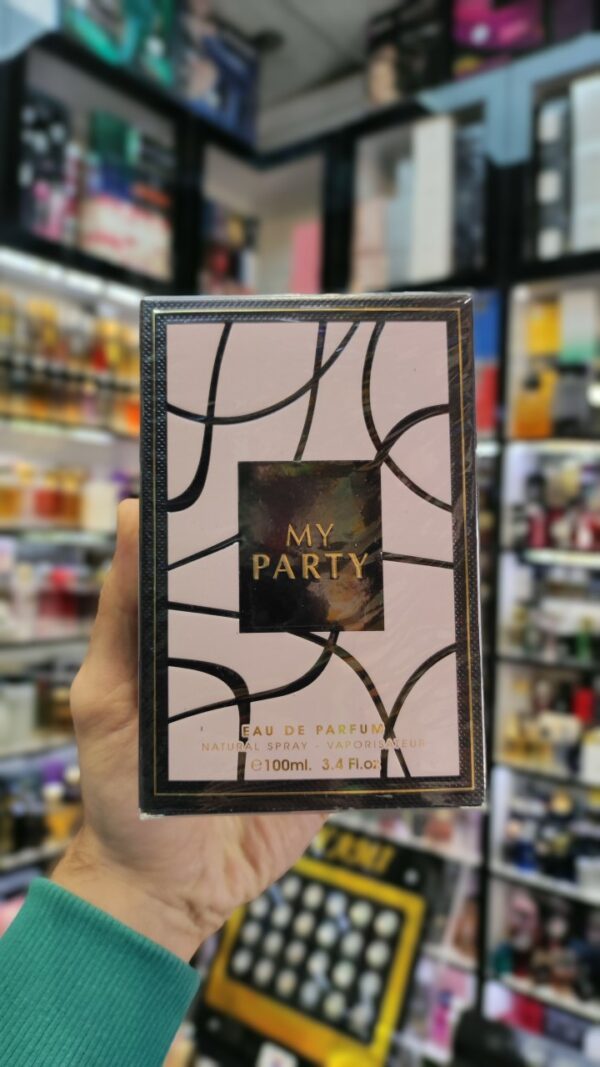 MY
PARTY
EAU DE PARFUM
NATURAL SPRAY - VAPORISATEUR
℮100ml. 3.4 Fl.oz